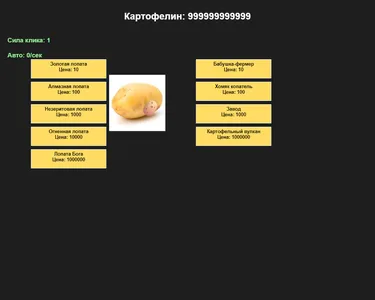 Картофелин: 999999999999
Сила клика: 1
Авто: 0/сек
Золотая лопата
Цена: 10
Алмазная лопата
Цена: 100
Незеритовая лопата
Цена: 1000
Огненная лопата
Цена: 10000
Лопата Бога
Цена: 1000000
Бабушка-фермер
Цена: 10
Хомяк копатель
Цена: 100
Завод
Цена: 1000
Картофельный вулкан
Цена: 1000000